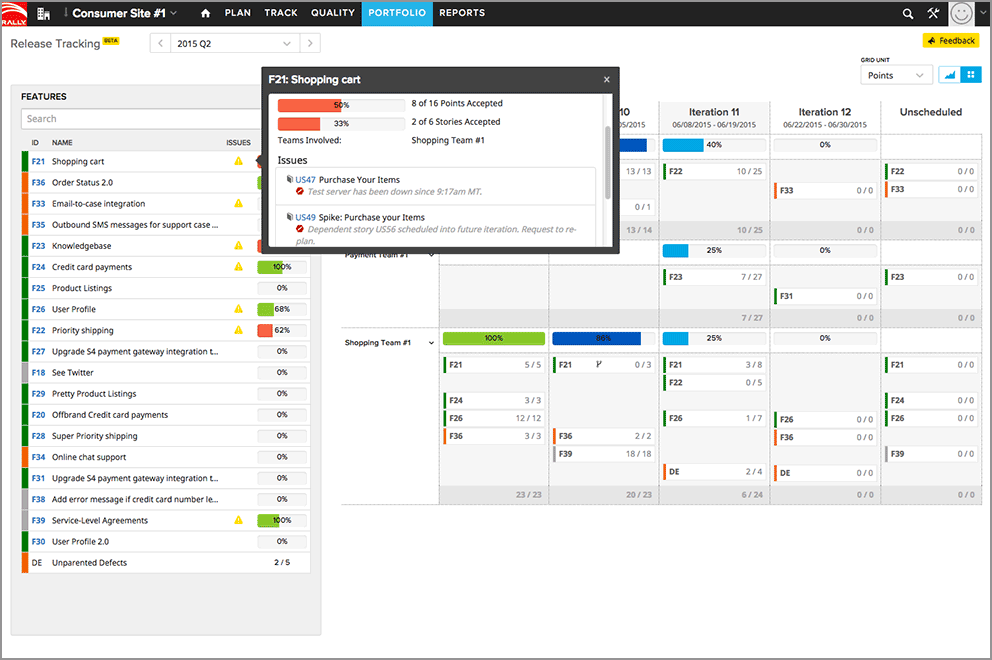 RALLY
Consumer Site #1
PLAN TRACK QUALITY PORTFOLIO REPORTS
Release Tracking BETA
2015 Q2
Feedback
GRID UNIT
Points
FEATURES
Search
ID NAME ISSUES
F21 Shopping cart
F36 Order Status 2.0
F33 Email-to-case integration
F35 Outbound SMS messages for support case ...
F23 Knowledgebase
F24 Credit card payments 100%
F25 Product Listings 0%
F26 User Profile 68%
F22 Priority shipping 62%
F27 Upgrade S4 payment gateway integration t... 0%
F18 See Twitter 0%
F29 Pretty Product Listings 0%
F20 Offbrand Credit card payments 0%
F28 Super Priority shipping 0%
F34 Online chat support 0%
F31 Upgrade S4 payment gateway integration t... 0%
F38 Add error message if credit card number le... 0%
F39 Service-Level Agreements 100%
F30 User Profile 2.0 0%
DE Unparented Defects 2 / 5
F21: Shopping cart ×
50% 8 of 16 Points Accepted
33% 2 of 6 Stories Accepted
Teams Involved: Shopping Team #1
Issues
US47 Purchase Your Items
Test server has been down since 9:17am MT.
US49 Spike: Purchase your Items
Dependent story US56 scheduled into future iteration. Request to re-
plan.
10 Iteration 11 Iteration 12 Unscheduled
05/2015 06/08/2015 - 06/19/2015 06/22/2015 - 06/30/2015
40% 0%
13 / 13 F22 10 / 25 F22 0 / 0
F33 0 / 0 F33 0 / 0
0 / 1
13 / 14 10 / 25 0 / 0 0 / 0
Payment Team #1 25% 0%
F23 7 / 27 F23 0 / 0
F31 0 / 0
7 / 27 0 / 0 0 / 0
Shopping Team #1 100% 86% 25% 0%
F21 5 / 5 F21 0 / 3 F21 3 / 8 F21 0 / 0
F22 0 / 5
F24 3 / 3 F24 0 / 0
F26 12 / 12 F26 1 / 7 F26 0 / 0 F26 0 / 0
F36 3 / 3 F36 2 / 2 F36 0 / 0
F39 18 / 18 F39 0 / 0
DE 2 / 4 DE 0 / 0
23 / 23 20 / 23 6 / 24 0 / 0 0 / 0